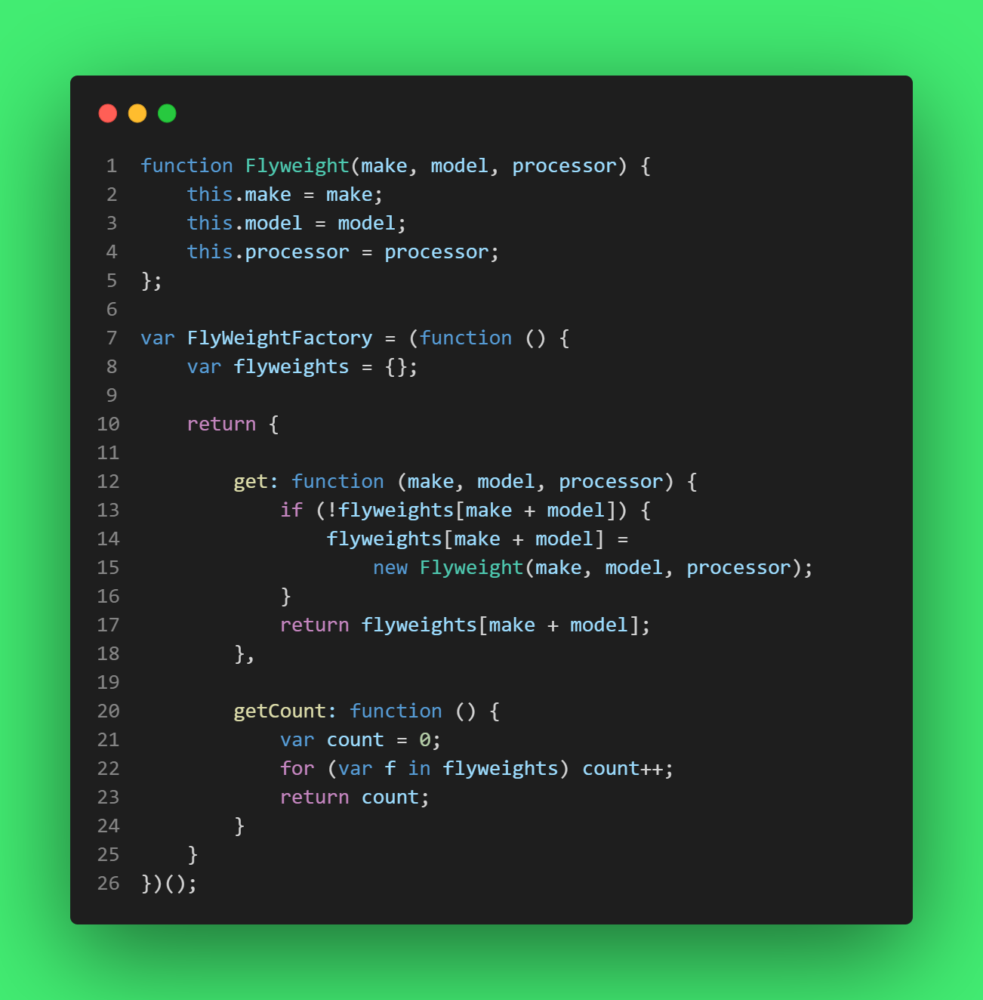 1 function Flyweight(make, model, processor) {
2     this.make = make;
3     this.model = model;
4     this.processor = processor;
5 };
6
7 var FlyWeightFactory = (function () {
8     var flyweights = {};
9
10     return {
11
12         get: function (make, model, processor) {
13             if (!flyweights[make + model]) {
14                 flyweights[make + model] =
15                     new Flyweight(make, model, processor);
16             }
17             return flyweights[make + model];
18         },
19
20         getCount: function () {
21             var count = 0;
22             for (var f in flyweights) count++;
23             return count;
24         }
25     }
26 })();